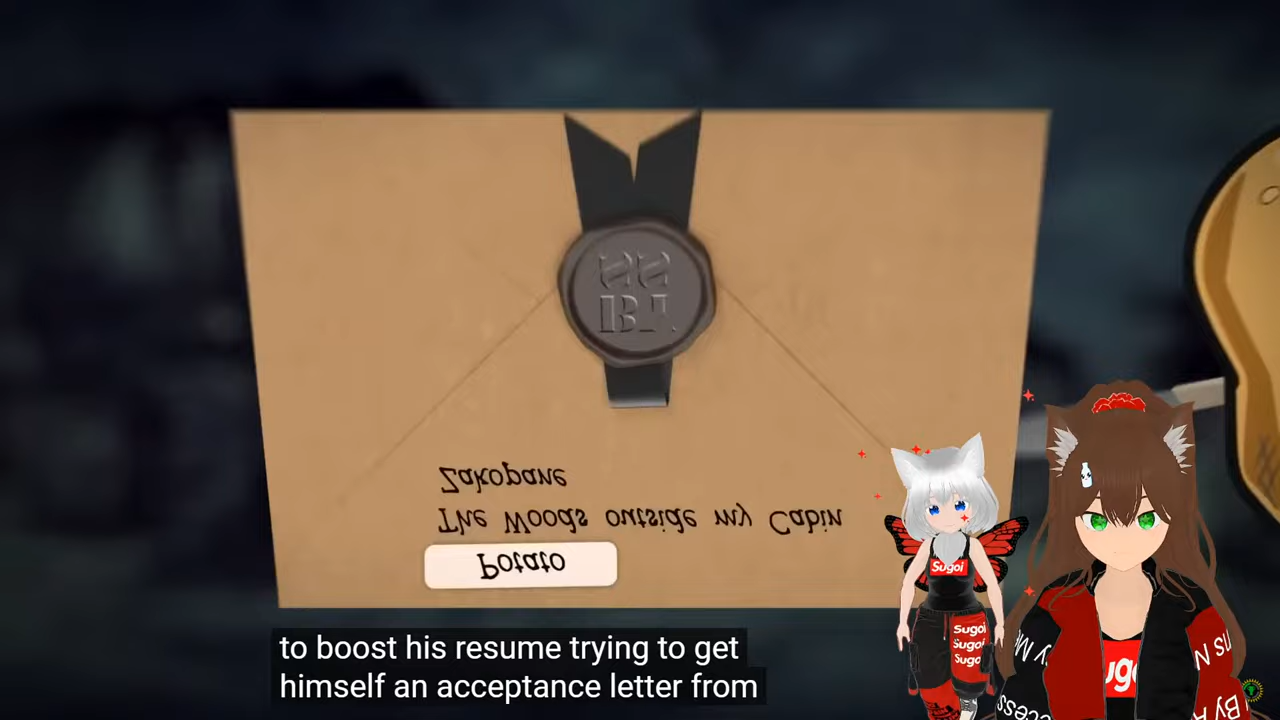 Potato
The Woods outside my Cabin
Zakopane
to boost his resume trying to get
himself an acceptance letter from
Sugoi
Sugoi
Sugoi